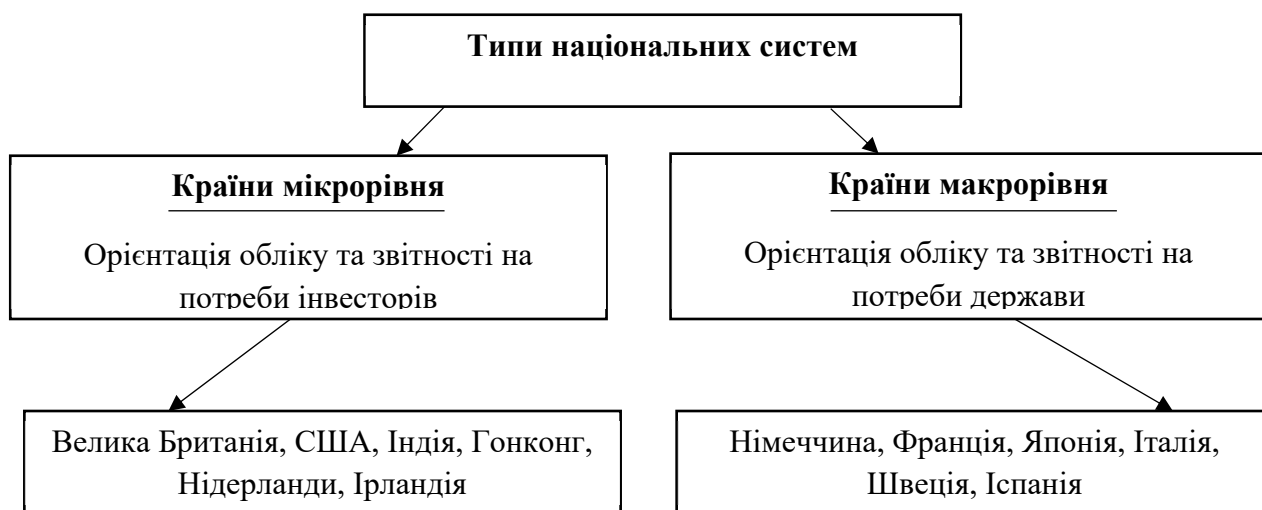 Типи національних систем
Країни мікрорівня
Орієнтація обліку та звітності на
потреби інвесторів
Країни макрорівня
Орієнтація обліку та звітності на
потреби держави
Велика Британія, США, Індія, Гонконг,
Нідерланди, Ірландія
Німеччина, Франція, Японія, Італія,
Швеція, Іспанія